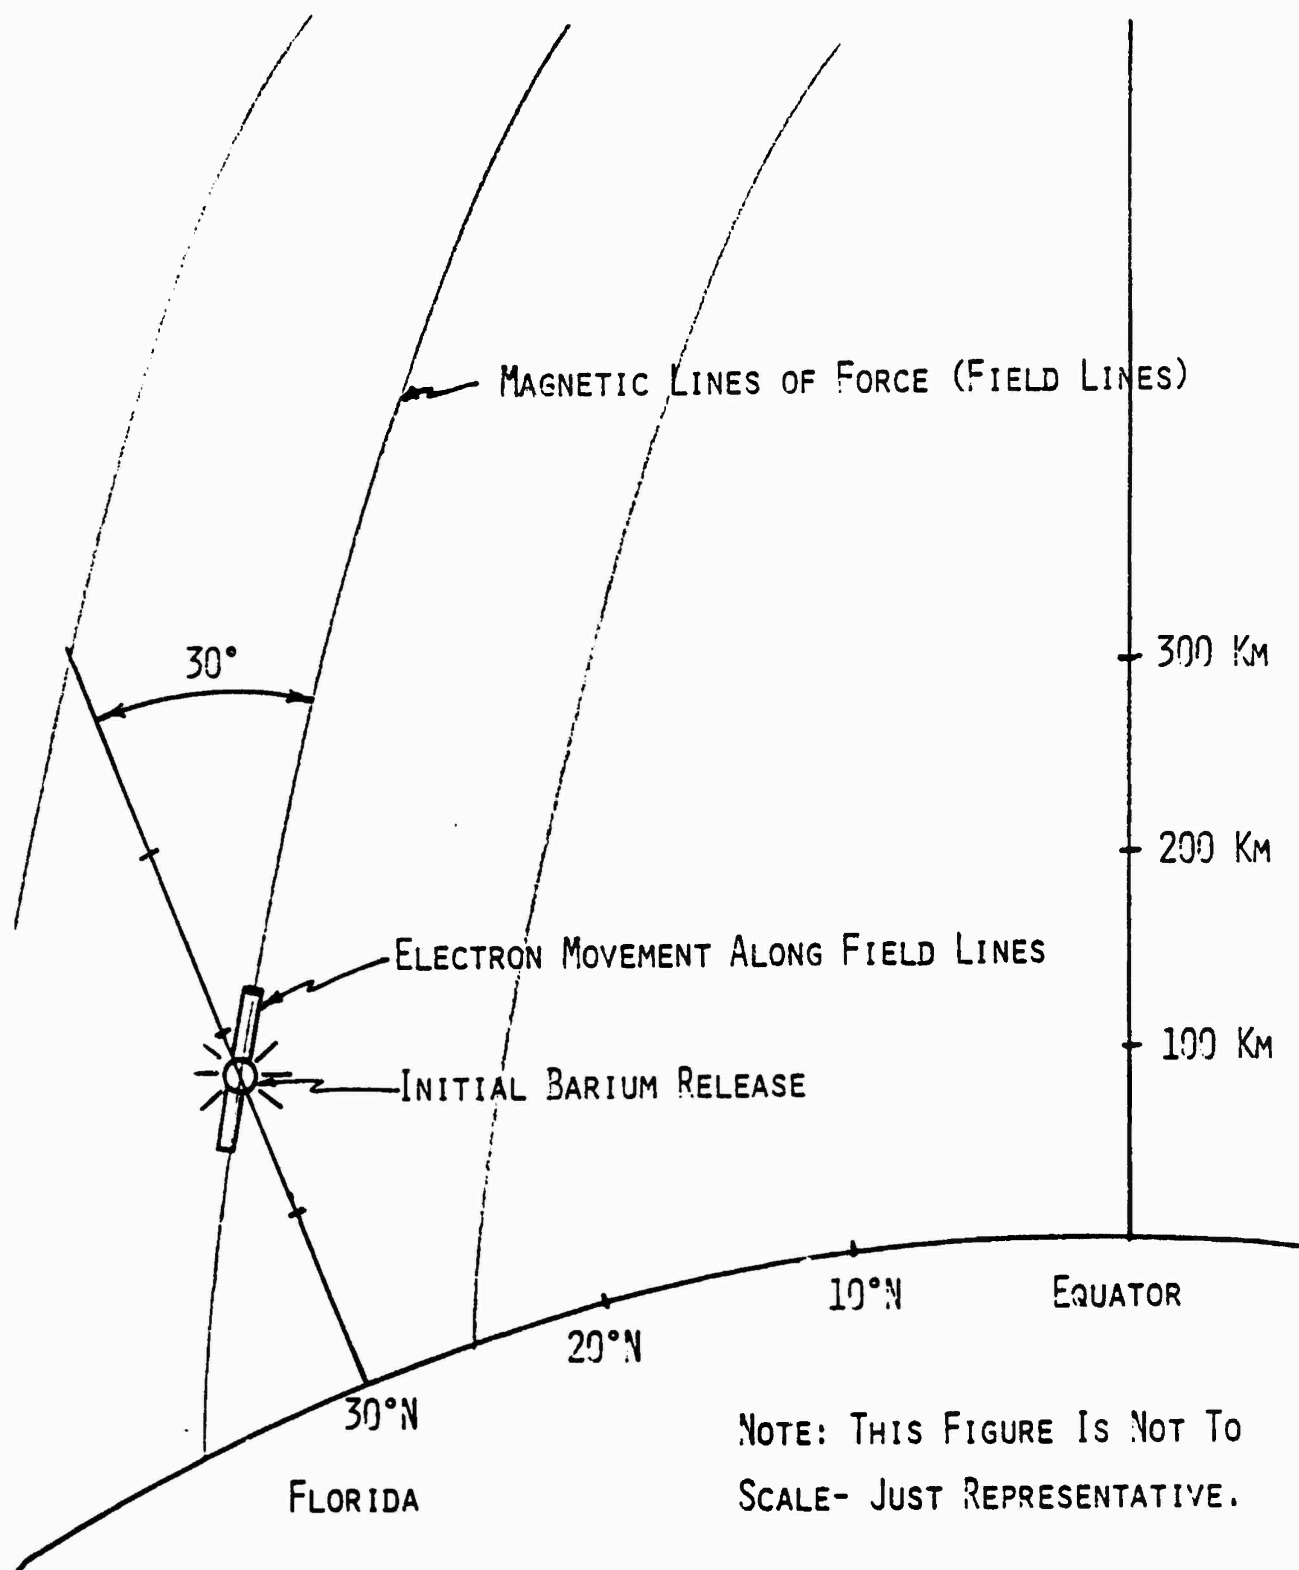 MAGNETIC LINES OF FORCE (FIELD LINES)
30°
300 KM
200 KM
ELECTRON MOVEMENT ALONG FIELD LINES
100 KM
INITIAL BARIUM RELEASE
10°N
EQUATOR
20°N
30°N
FLORIDA
NOTE: THIS FIGURE IS NOT TO
SCALE- JUST REPRESENTATIVE.